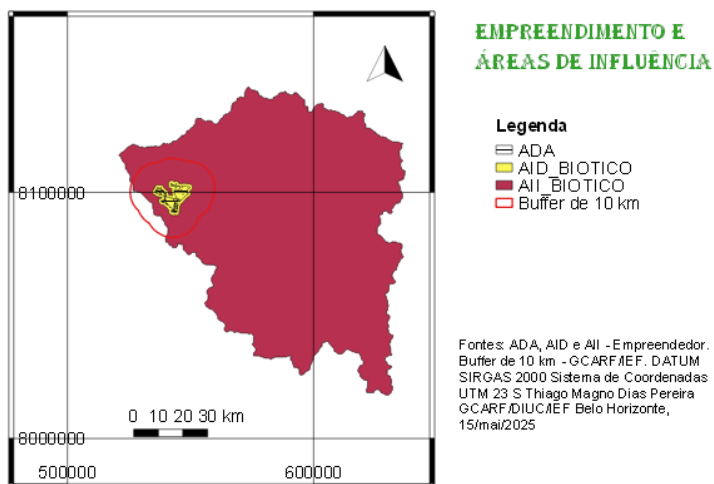 EMPREENDIMENTO E
ÁREAS DE INFLUÊNCIA
Legenda
ADA
AID_BIOTICO
AII_BIOTICO
Buffer de 10 km
8100000
0 10 20 30 km
8000000
500000
600000
Fontes: ADA, AID e AII - Empreendedor.
Buffer de 10 km - GCARF/IEF. DATUM
SIRGAS 2000 Sistema de Coordenadas
UTM 23 S Thiago Magno Dias Pereira
GCARF/DIUC/IEF Belo Horizonte,
15/mai/2025